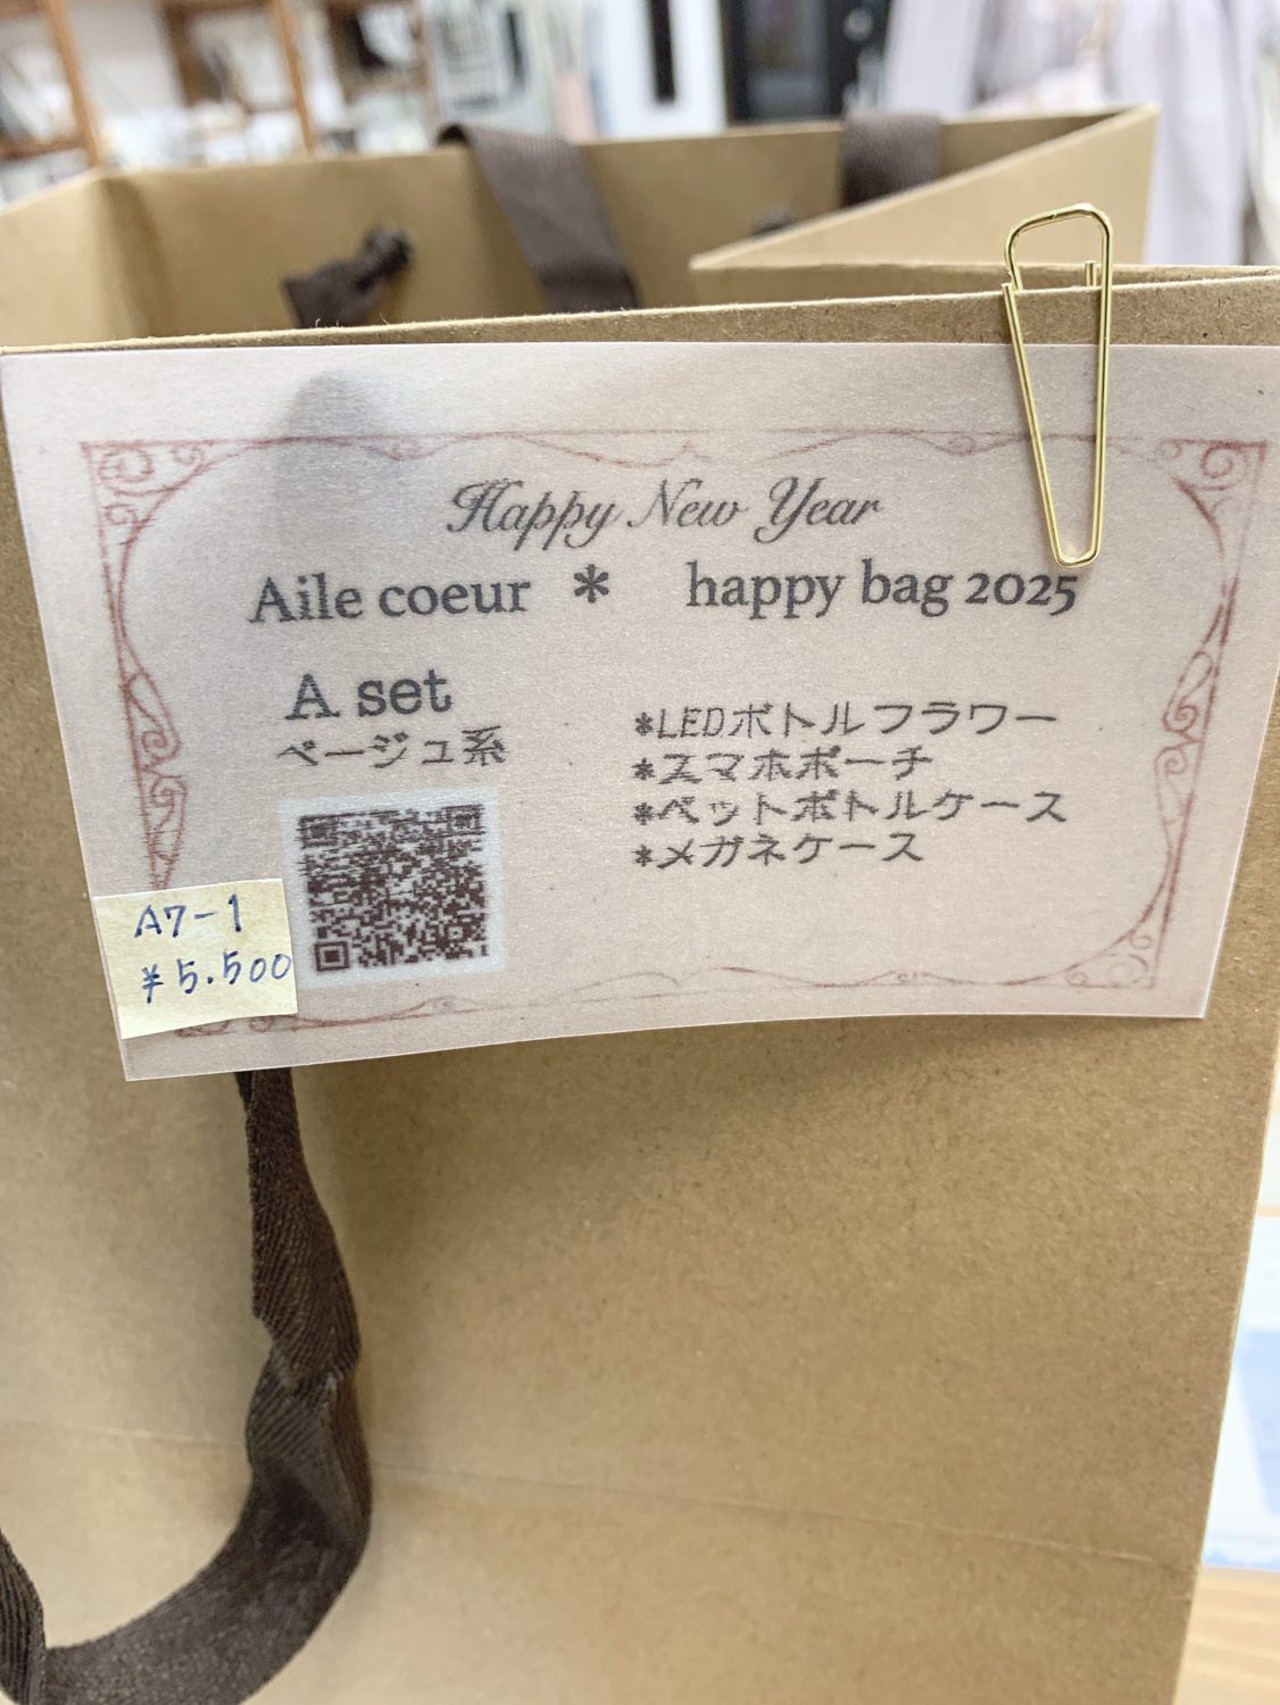 Happy New Year
Aile coeur * happy bag 2025
A set
ベージュ系
*LEDボトルフラワー
*スマホポーチ
*ペットボトルケース
*メガネケース
A7-1
¥5.500